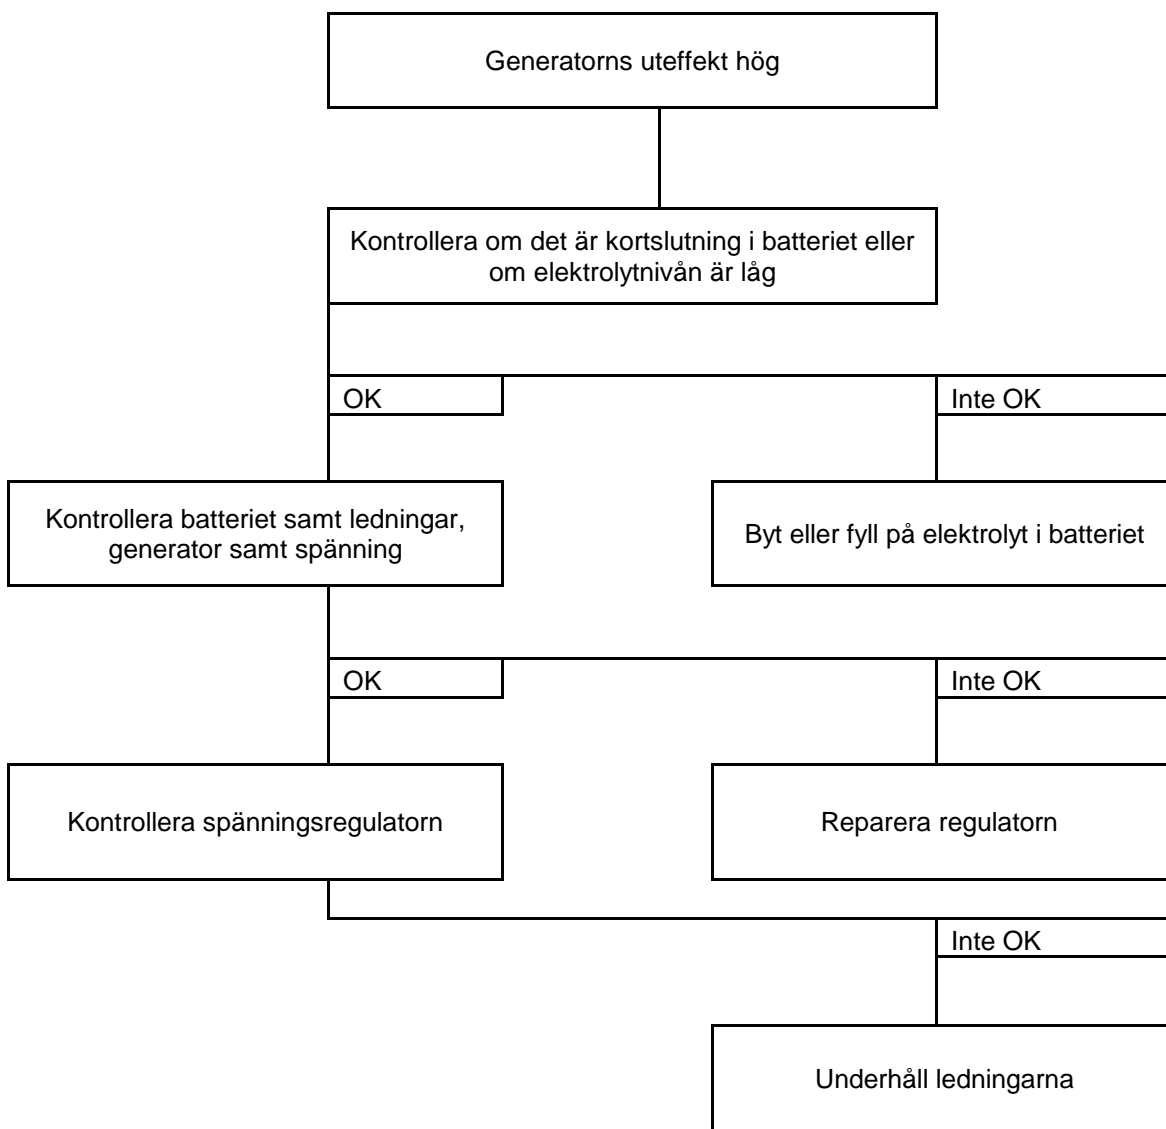 Generatorns uteffekt hög
Kontrollera om det är kortslutning i batteriet eller
om elektrolytnivån är låg
OK
Inte OK
Kontrollera batteriet samt ledningar,
generator samt spänning
Byt eller fyll på elektrolyt i batteriet
OK
Inte OK
Kontrollera spänningsregulatorn
Reparera regulatorn
Inte OK
Underhåll ledningarna